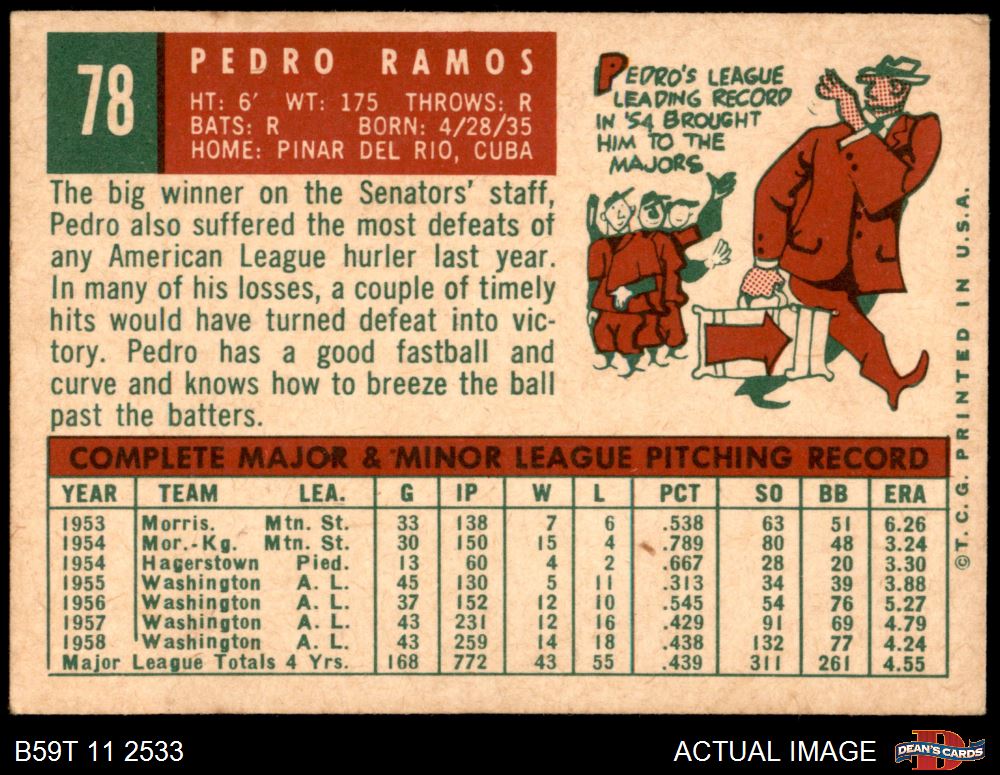 78
PEDRO RAMOS
HT: 6' WT: 175 THROWS: R
BATS: R BORN: 4/28/35
HOME: PINAR DEL RIO, CUBA
The big winner on the Senators' staff,
Pedro also suffered the most defeats of
any American League hurler last year.
In many of his losses, a couple of timely
hits would have turned defeat into vic-
tory. Pedro has a good fastball and
curve and knows how to breeze the ball
past the batters.
PEDRO'S LEAGUE
LEADING RECORD
IN '54 BROUGHT
HIM TO THE
MAJORS
COMPLETE MAJOR & MINOR LEAGUE PITCHING RECORD
YEAR TEAM LEA. G IP W L PCT SO BB ERA
1953 Morris. Mtn. St. 33 138 7 6 .538 63 51 6.26
1954 Mor.-Kg. Mtn. St. 30 150 15 4 .789 80 48 3.24
1954 Hagerstown Pied. 13 60 4 2 .667 28 20 3.30
1955 Washington A. L. 45 130 5 11 .313 34 39 3.88
1956 Washington A. L. 37 152 12 10 .545 54 76 5.27
1957 Washington A. L. 43 231 12 16 .429 91 69 4.79
1958 Washington A. L. 43 259 14 18 .438 132 77 4.24
Major League Totals 4 Yrs. 168 772 43 55 .439 311 261 4.55
©T. C. G. PRINTED IN U.S.A.
B59T 11 2533
ACTUAL IMAGE
D
DEAN'S CARDS